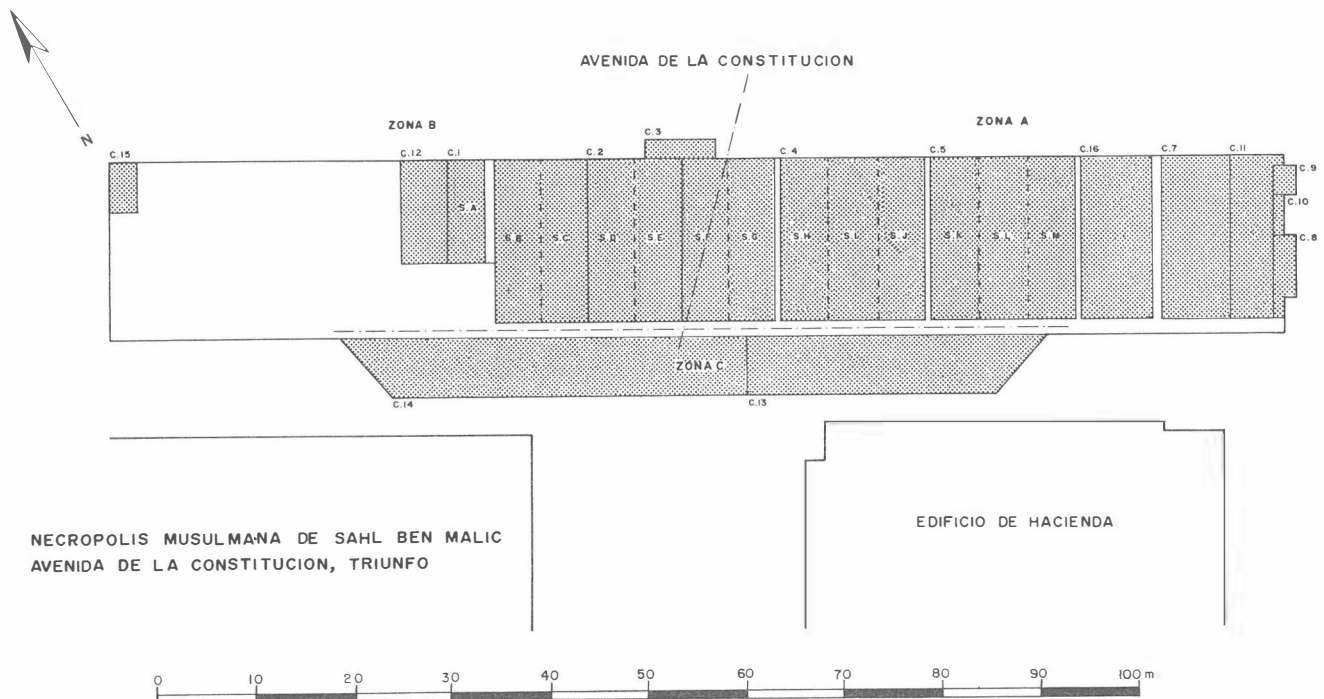 AVENIDA DE LA CONSTITUCION
N
ZONA B
ZONA A
C.15
C.12
C.1
C.2
C.3
C.4
C.5
C.16
C.7
C.11
C.9
C.10
C.8
S.A
S.B
S.C
S.D
S.E
S.F
S.G
S.H
S.I.
S.J
S.K
S.L
S.M
ZONA C
C.14
C.13
NECROPOLIS MUSULMANA DE SAHL BEN MALIC
AVENIDA DE LA CONSTITUCION, TRIUNFO
EDIFICIO DE HACIENDA
0 10 20 30 40 50 60 70 80 90 100 m